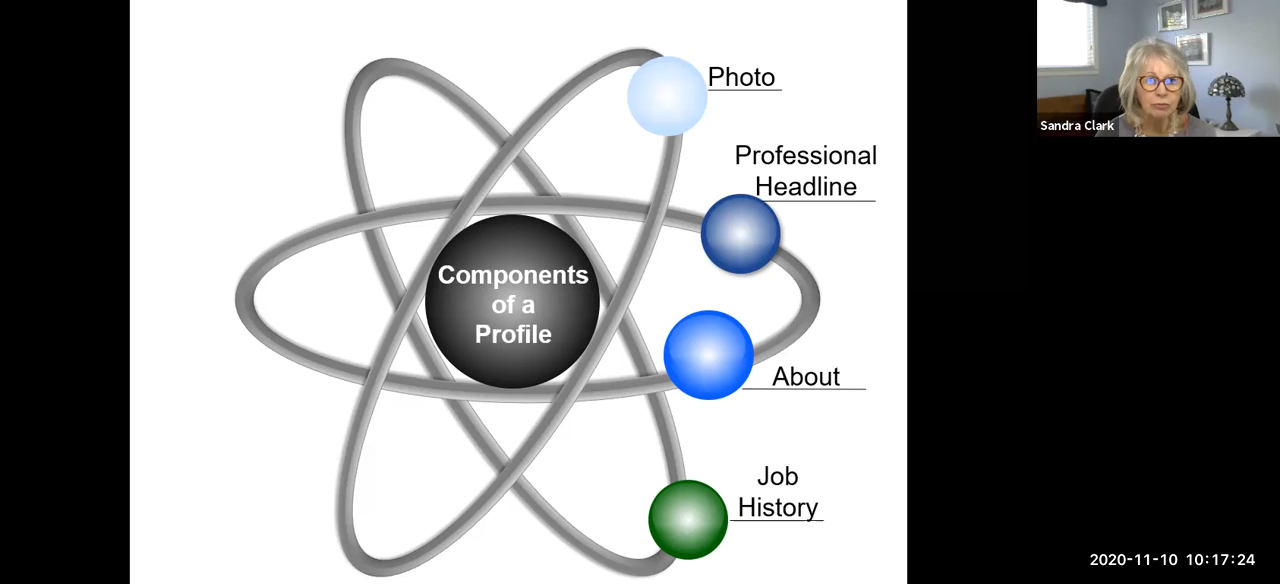 Photo
Professional
Headline
Components
of a
Profile
About
Job
History
Sandra Clark
2020-11-10 10:17:24